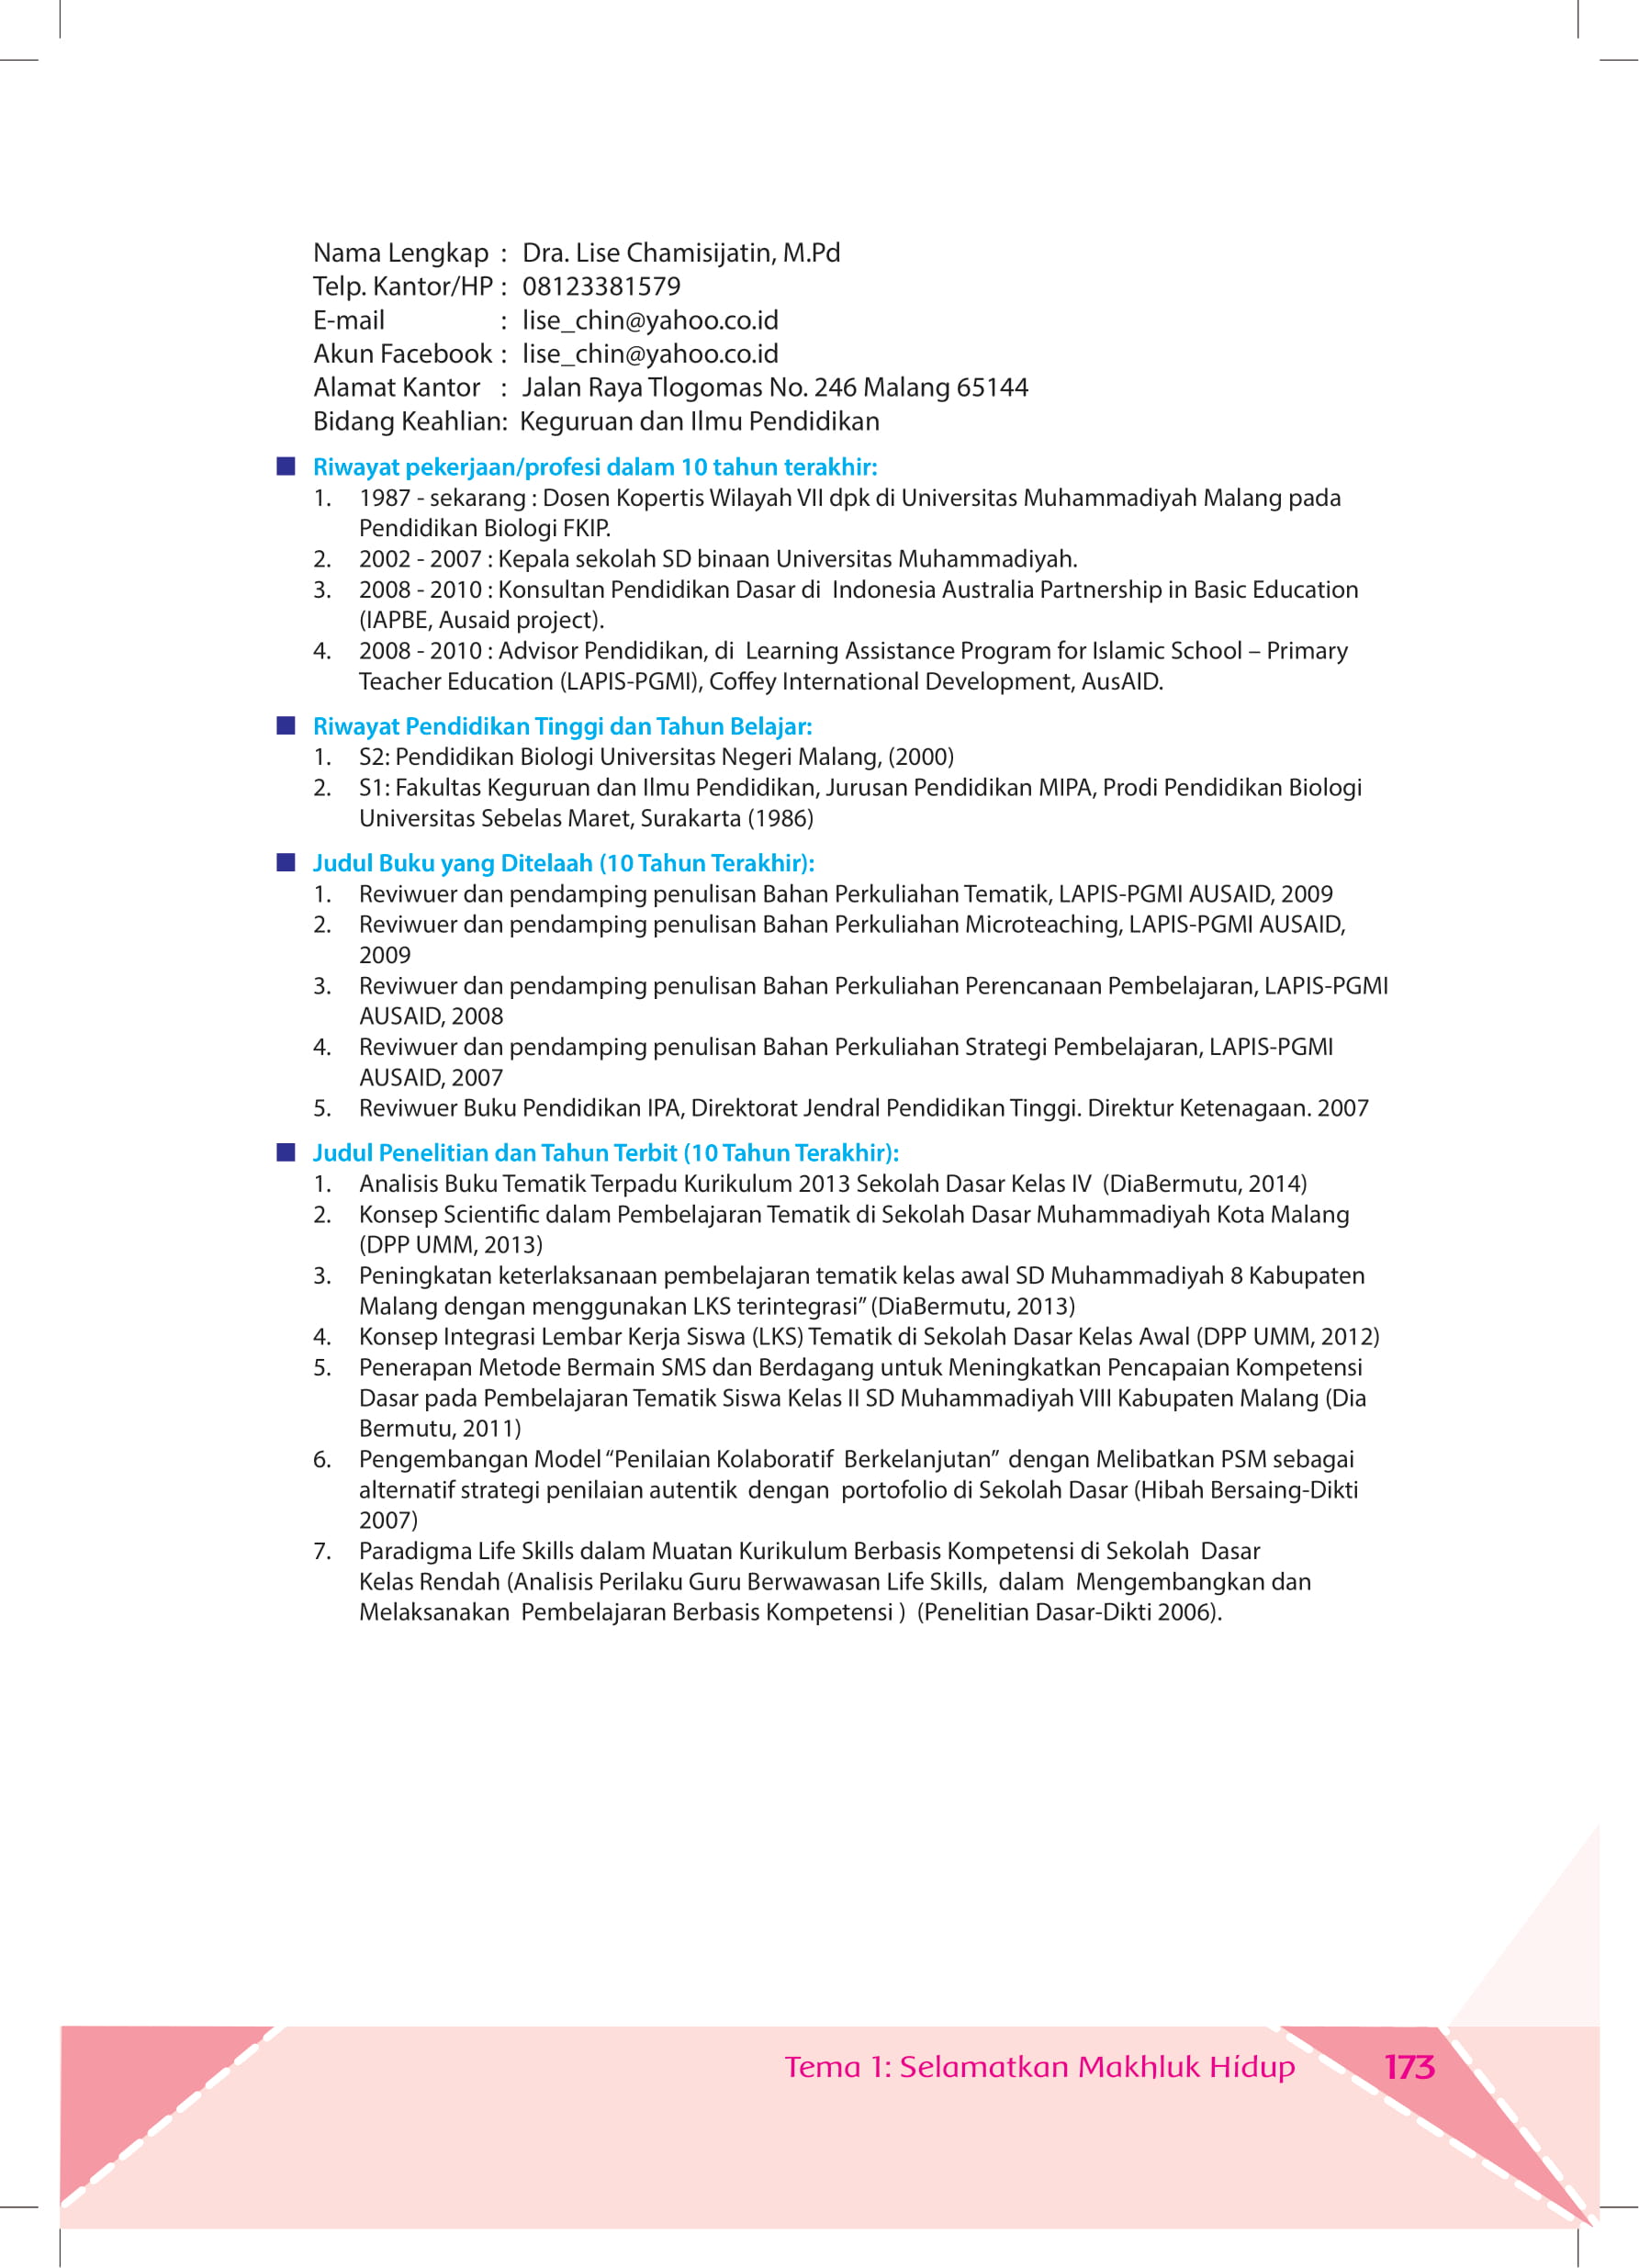 Nama Lengkap : Dra. Lise Chamisijatin, M.Pd
Telp. Kantor/HP : 08123381579
E-mail : lise_chin@yahoo.co.id
Akun Facebook : lise_chin@yahoo.co.id
Alamat Kantor : Jalan Raya Tlogomas No. 246 Malang 65144
Bidang Keahlian: Keguruan dan Ilmu Pendidikan
■ Riwayat pekerjaan/profesi dalam 10 tahun terakhir:
1. 1987 - sekarang : Dosen Kopertis Wilayah VII dpk di Universitas Muhammadiyah Malang pada
Pendidikan Biologi FKIP.
2. 2002 - 2007 : Kepala sekolah SD binaan Universitas Muhammadiyah.
3. 2008 - 2010 : Konsultan Pendidikan Dasar di Indonesia Australia Partnership in Basic Education
(IAPBE, Ausaid project).
4. 2008 - 2010 : Advisor Pendidikan, di Learning Assistance Program for Islamic School – Primary
Teacher Education (LAPIS-PGMI), Coffey International Development, AusAID.
■ Riwayat Pendidikan Tinggi dan Tahun Belajar:
1. S2: Pendidikan Biologi Universitas Negeri Malang, (2000)
2. S1: Fakultas Keguruan dan Ilmu Pendidikan, Jurusan Pendidikan MIPA, Prodi Pendidikan Biologi
Universitas Sebelas Maret, Surakarta (1986)
■ Judul Buku yang Ditelaah (10 Tahun Terakhir):
1. Reviwuer dan pendamping penulisan Bahan Perkuliahan Tematik, LAPIS-PGMI AUSAID, 2009
2. Reviwuer dan pendamping penulisan Bahan Perkuliahan Microteaching, LAPIS-PGMI AUSAID,
2009
3. Reviwuer dan pendamping penulisan Bahan Perkuliahan Perencanaan Pembelajaran, LAPIS-PGMI
AUSAID, 2008
4. Reviwuer dan pendamping penulisan Bahan Perkuliahan Strategi Pembelajaran, LAPIS-PGMI
AUSAID, 2007
5. Reviwuer Buku Pendidikan IPA, Direktorat Jendral Pendidikan Tinggi. Direktur Ketenagaan. 2007
■ Judul Penelitian dan Tahun Terbit (10 Tahun Terakhir):
1. Analisis Buku Tematik Terpadu Kurikulum 2013 Sekolah Dasar Kelas IV (DiaBermutu, 2014)
2. Konsep Scientific dalam Pembelajaran Tematik di Sekolah Dasar Muhammadiyah Kota Malang
(DPP UMM, 2013)
3. Peningkatan keterlaksanaan pembelajaran tematik kelas awal SD Muhammadiyah 8 Kabupaten
Malang dengan menggunakan LKS terintegrasi” (DiaBermutu, 2013)
4. Konsep Integrasi Lembar Kerja Siswa (LKS) Tematik di Sekolah Dasar Kelas Awal (DPP UMM, 2012)
5. Penerapan Metode Bermain SMS dan Berdagang untuk Meningkatkan Pencapaian Kompetensi
Dasar pada Pembelajaran Tematik Siswa Kelas II SD Muhammadiyah VIII Kabupaten Malang (Dia
Bermutu, 2011)
6. Pengembangan Model “Penilaian Kolaboratif Berkelanjutan” dengan Melibatkan PSM sebagai
alternatif strategi penilaian autentik dengan portofolio di Sekolah Dasar (Hibah Bersaing-Dikti
2007)
7. Paradigma Life Skills dalam Muatan Kurikulum Berbasis Kompetensi di Sekolah Dasar
Kelas Rendah (Analisis Perilaku Guru Berwawasan Life Skills, dalam Mengembangkan dan
Melaksanakan Pembelajaran Berbasis Kompetensi ) (Penelitian Dasar-Dikti 2006).
Tema 1: Selamatkan Makhluk Hidup 173